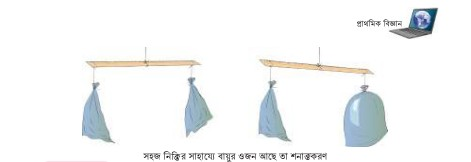 প্রাথমিক বিজ্ঞান
সহজ নিক্তির সাহায্যে বায়ুর ওজন আছে তা শনাক্তকরণ